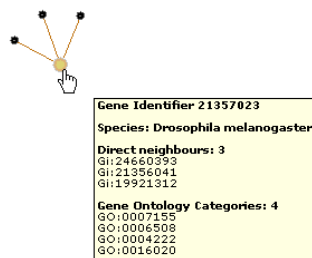 Gene Identifier 21357023
Species: Drosophila melanogaster
Direct neighbours: 3
Gi:24660393
Gi:21356041
Gi:19921312
Gene Ontology Categories: 4
GO:0007155
GO:0006508
GO:0004222
GO:0016020